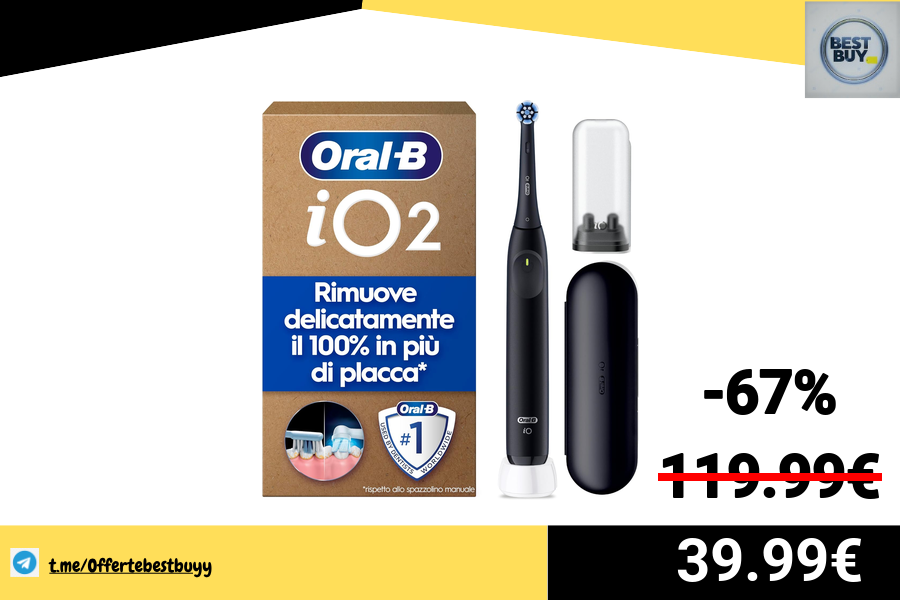 BEST
BUY
Oral-B
iO2
Rimuove
delicatamente
il 100% in più
di placca*
Oral-B
#1
USED BY DENTISTS WORLDWIDE
*rispetto allo spazzolino manuale
Oral-B
iO
-67%
119.99€
39.99€
t.me/Offertebestbuyy